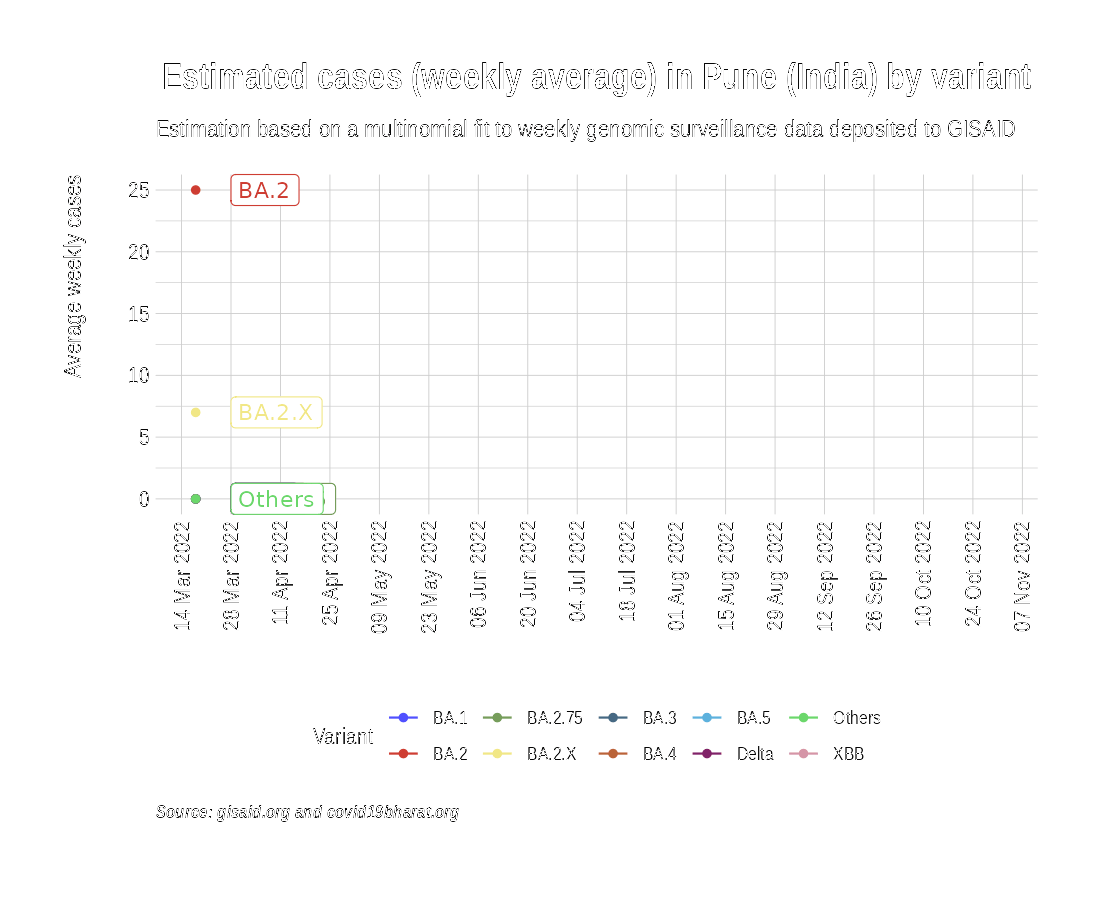 Estimated cases (weekly average) in Pune (India) by variant
Estimation based on a multinomial fit to weekly genomic surveillance data deposited to GISAID
Average weekly cases
25
20
15
10
5
0
BA.2
BA.2.X
Others
14 Mar 2022
28 Mar 2022
11 Apr 2022
25 Apr 2022
09 May 2022
23 May 2022
06 Jun 2022
20 Jun 2022
04 Jul 2022
18 Jul 2022
01 Aug 2022
15 Aug 2022
29 Aug 2022
12 Sep 2022
26 Sep 2022
10 Oct 2022
24 Oct 2022
07 Nov 2022
Variant
BA.1 BA.2.75 BA.3 BA.5 Others
BA.2 BA.2.X BA.4 Delta XBB
Source: gisaid.org and covid19bharat.org